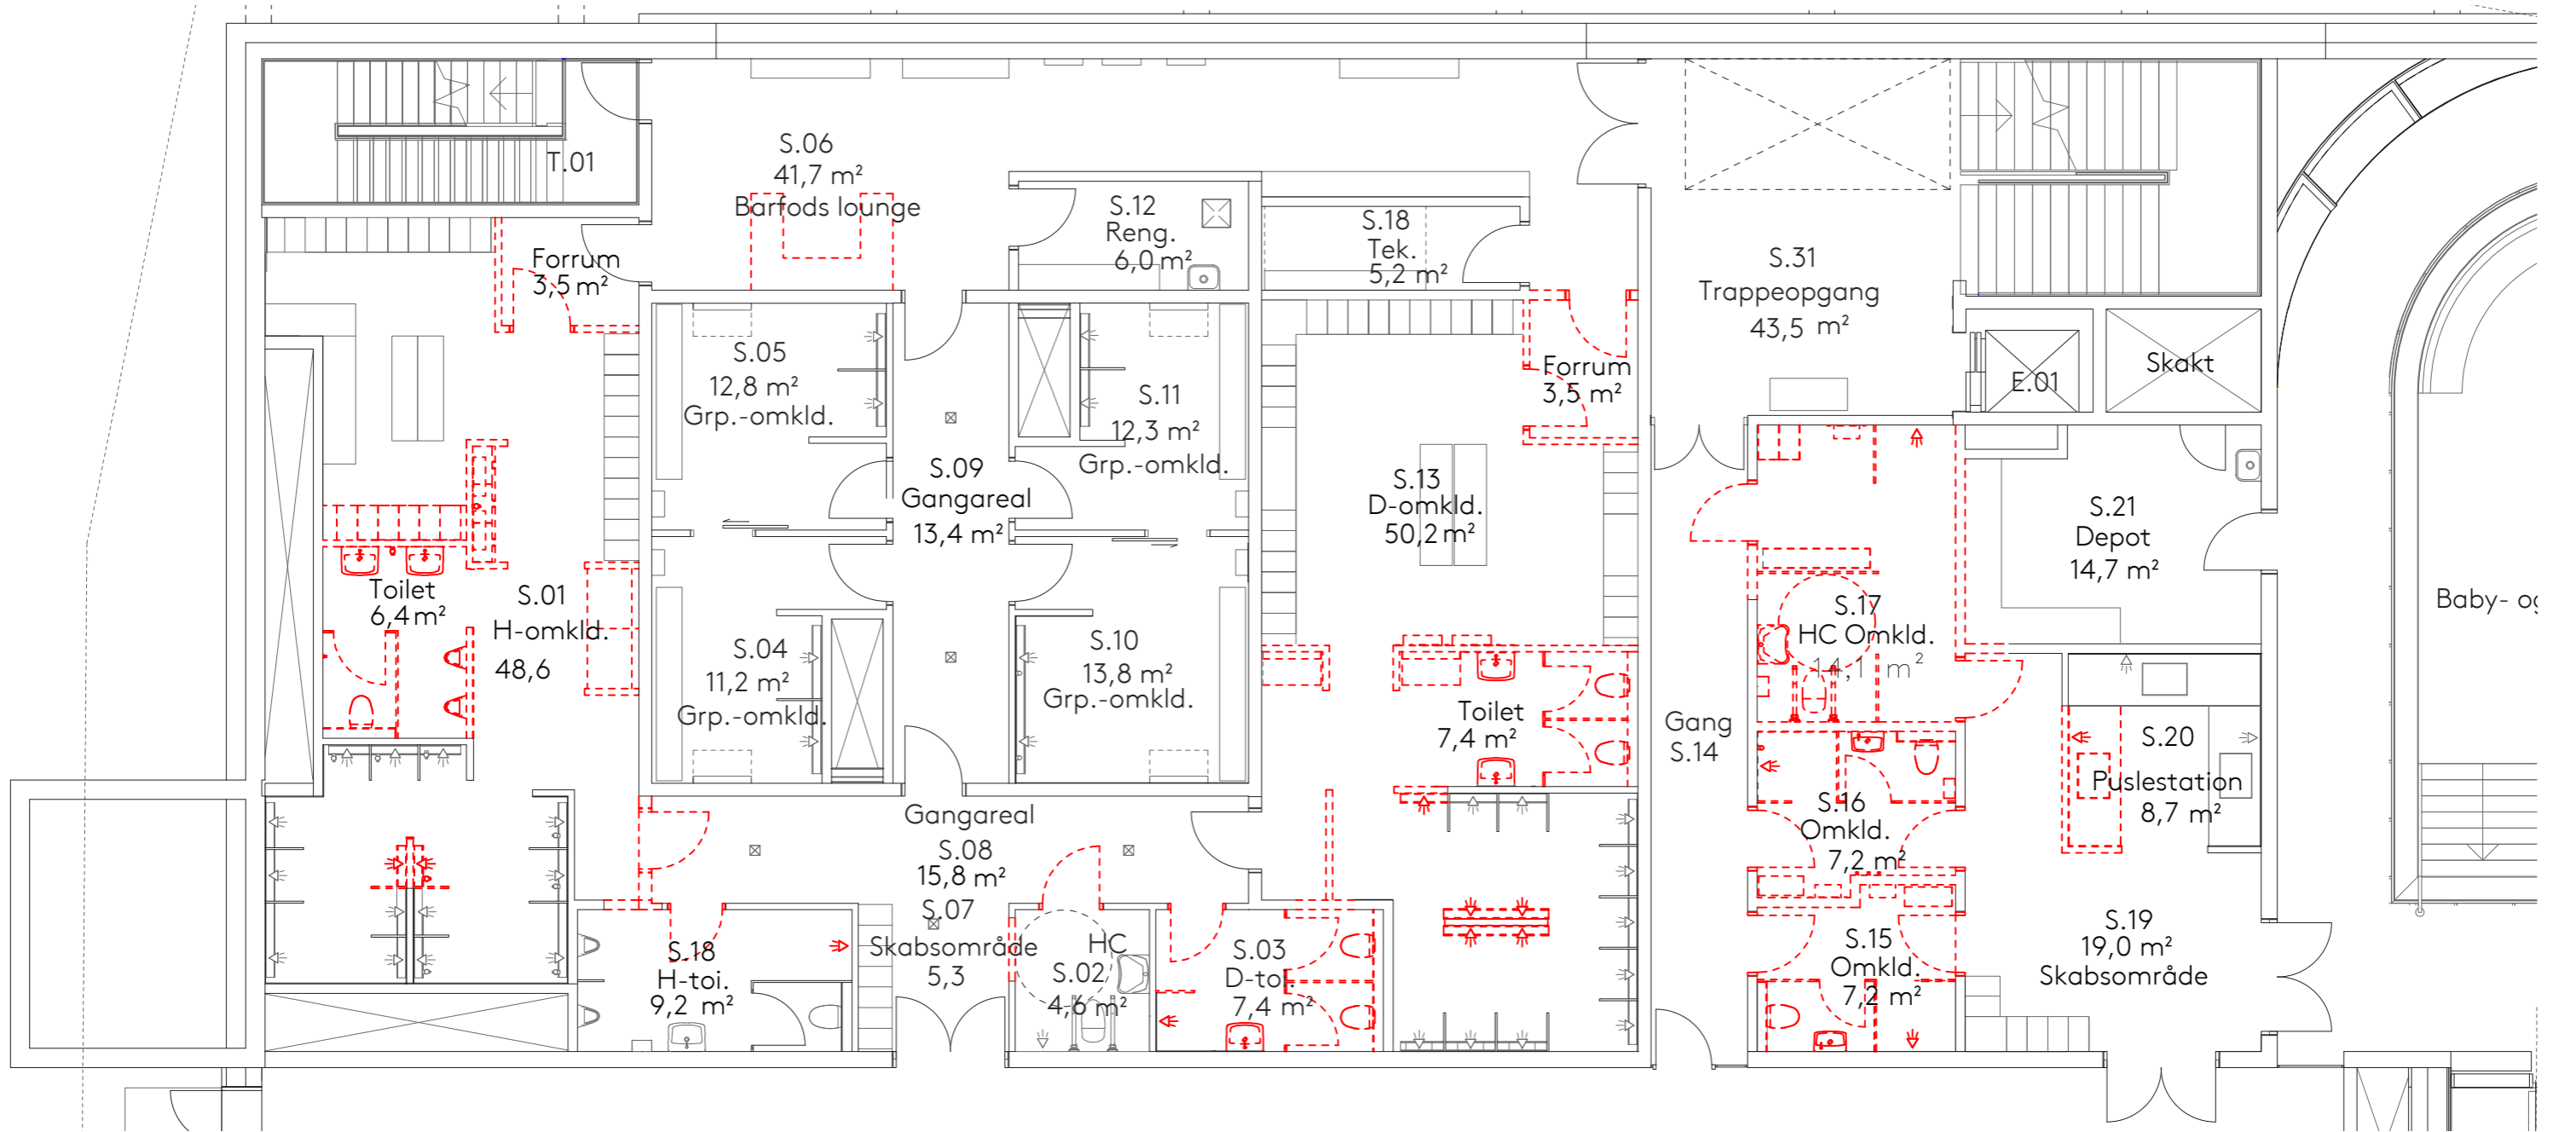 T.01
S.06
41,7 m²
Barfods lounge
S.12
Reng.
6,0 m²
S.18
Tek.
5,2 m²
S.31
Trappeopgang
43,5 m²
Forrum
3,5 m²
S.05
12,8 m²
Grp.-omkld.
S.11
12,3 m²
Grp.-omkld.
Forrum
3,5 m²
E.01
Skakt
S.09
Gangareal
13,4 m²
S.13
D-omkld.
50,2 m²
S.21
Depot
14,7 m²
Toilet
6,4 m²
S.01
H-omkld.
48,6
S.04
11,2 m²
Grp.-omkld.
S.10
13,8 m²
Grp.-omkld.
S.17
HC Omkld.
14,1 m²
Baby- og
Toilet
7,4 m²
Gang
S.14
S.20
Puslestation
8,7 m²
S.16
Omkld.
7,2 m²
Gangareal
S.08
15,8 m²
S.07
Skabsområde
5,3
S.18
H-toi.
9,2 m²
HC
S.02
4,6 m²
S.03
D-toi.
7,4 m²
S.15
Omkld.
7,2 m²
S.19
19,0 m²
Skabsområde